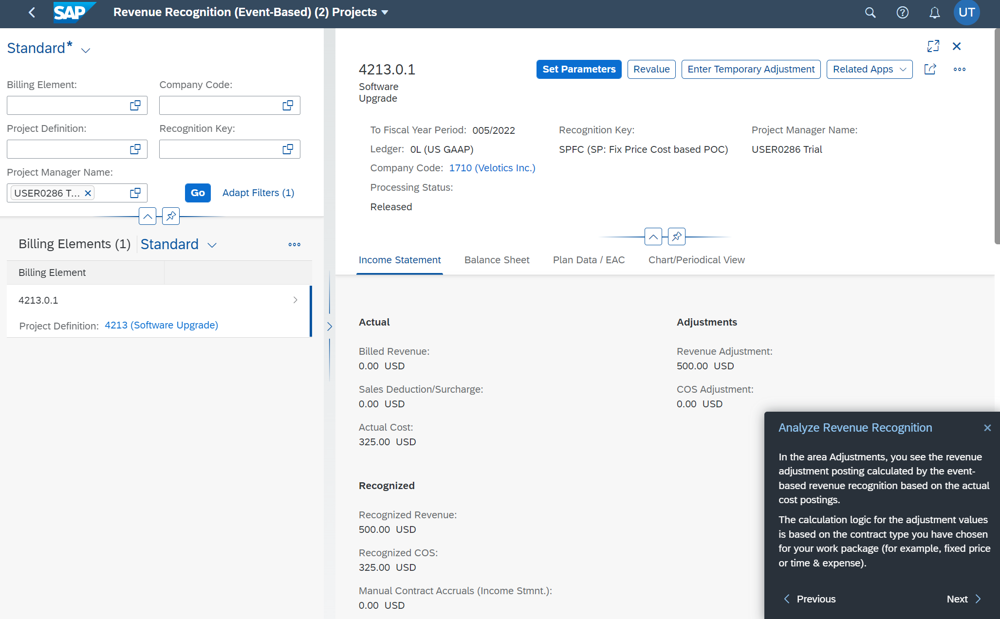 SAP
Revenue Recognition (Event-Based) (2) Projects
UT
Standard*
Billing Element:
Company Code:
Project Definition:
Recognition Key:
Project Manager Name:
USER0286 T...
Go
Adapt Filters (1)
Billing Elements (1)
Standard
Billing Element
4213.0.1
Project Definition: 4213 (Software Upgrade)
4213.0.1
Software
Upgrade
Set Parameters
Revalue
Enter Temporary Adjustment
Related Apps
To Fiscal Year Period: 005/2022
Ledger: 0L (US GAAP)
Company Code: 1710 (Velotics Inc.)
Processing Status:
Released
Recognition Key:
SPFC (SP: Fix Price Cost based POC)
Project Manager Name:
USER0286 Trial
Income Statement
Balance Sheet
Plan Data / EAC
Chart/Periodical View
Actual
Billed Revenue:
0.00 USD
Sales Deduction/Surcharge:
0.00 USD
Actual Cost:
325.00 USD
Adjustments
Revenue Adjustment:
500.00 USD
COS Adjustment:
0.00 USD
Recognized
Recognized Revenue:
500.00 USD
Recognized COS:
325.00 USD
Manual Contract Accruals (Income Stmnt.):
0.00 USD
Analyze Revenue Recognition
In the area Adjustments, you see the revenue
adjustment posting calculated by the event-
based revenue recognition based on the actual
cost postings.
The calculation logic for the adjustment values
is based on the contract type you have chosen
for your work package (for example, fixed price
or time & expense).
Previous
Next